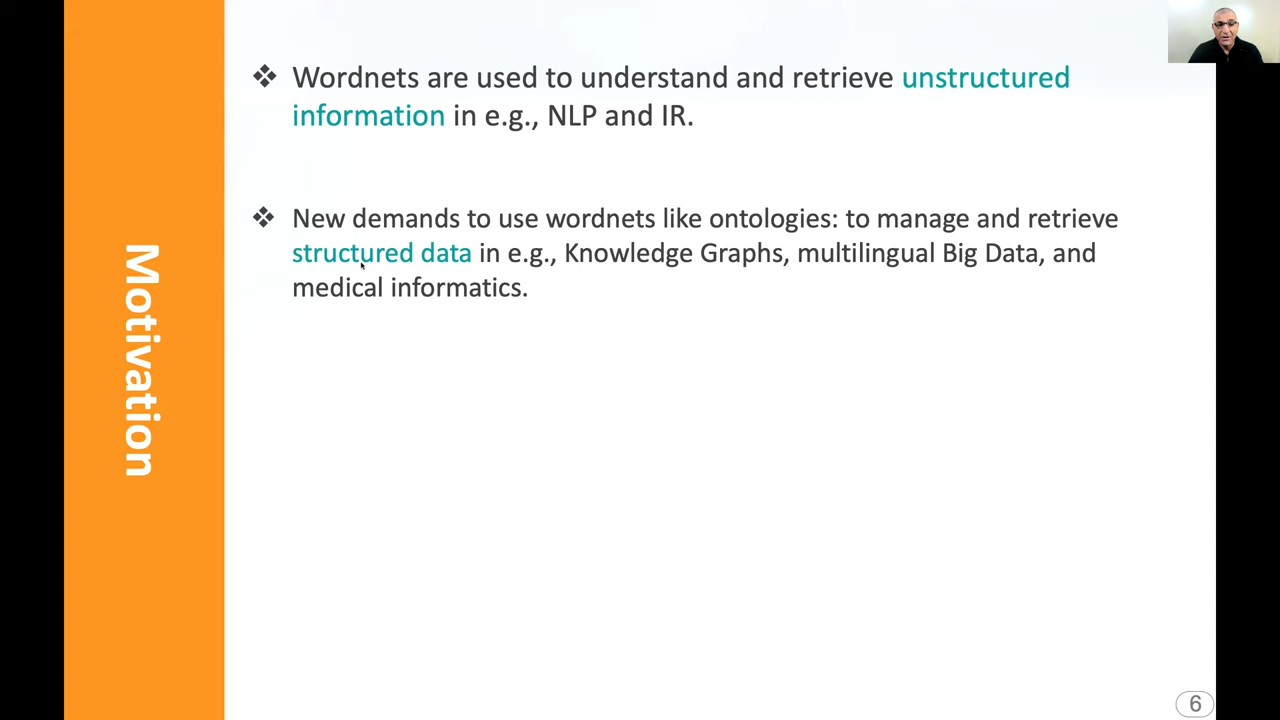 Motivation
❖ Wordnets are used to understand and retrieve unstructured
information in e.g., NLP and IR.
❖ New demands to use wordnets like ontologies: to manage and retrieve
structured data in e.g., Knowledge Graphs, multilingual Big Data, and
medical informatics.
6